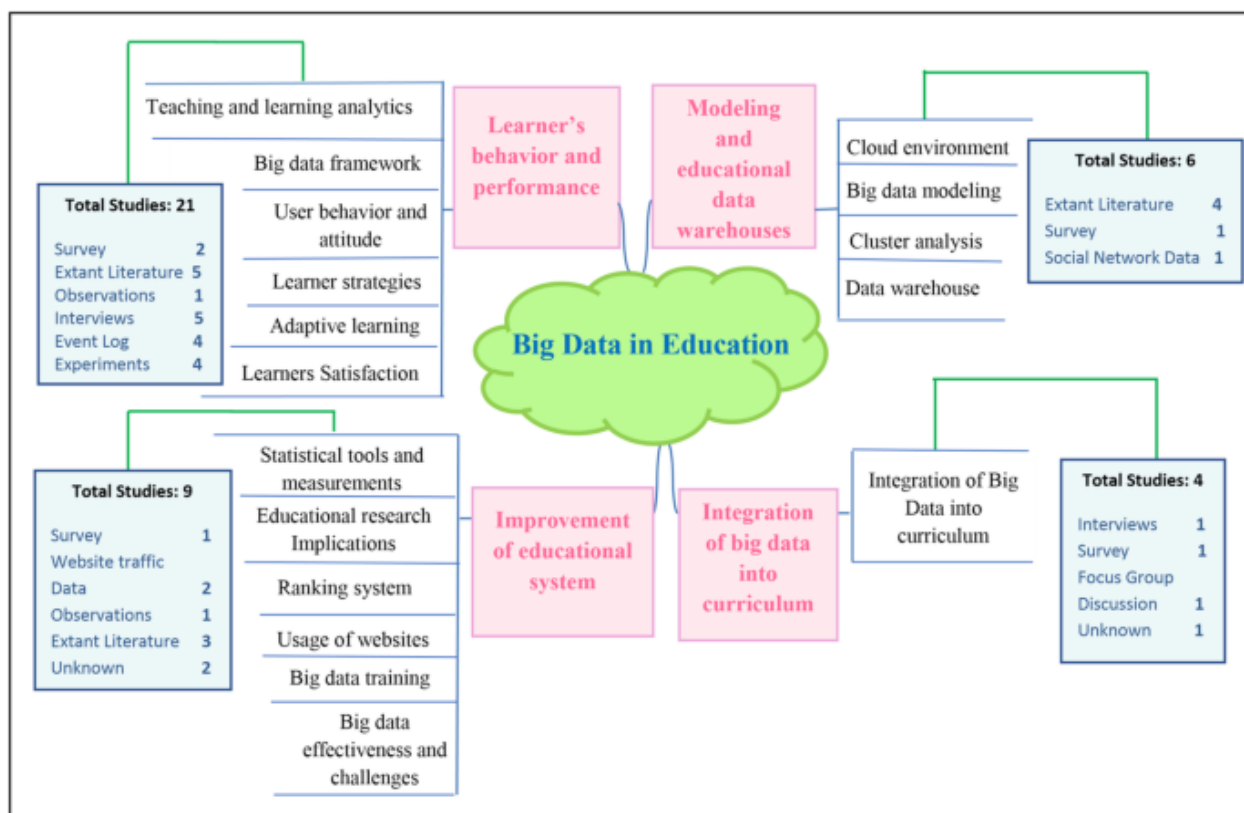 Teaching and learning analytics
Big data framework
User behavior and
attitude
Learner strategies
Adaptive learning
Learners Satisfaction
Total Studies: 21
Survey 2
Extant Literature 5
Observations 1
Interviews 5
Event Log 4
Experiments 4
Learner's
behavior and
performance
Modeling
and
educational
data
warehouses
Cloud environment
Big data modeling
Cluster analysis
Data warehouse
Total Studies: 6
Extant Literature 4
Survey 1
Social Network Data 1
Big Data in Education
Statistical tools and
measurements
Educational research
Implications
Ranking system
Usage of websites
Big data training
Big data
effectiveness and
challenges
Total Studies: 9
Survey 1
Website traffic
Data 2
Observations 1
Extant Literature 3
Unknown 2
Improvement
of educational
system
Integration
of big data
into
curriculum
Integration of Big
Data into
curriculum
Total Studies: 4
Interviews 1
Survey 1
Focus Group
Discussion 1
Unknown 1